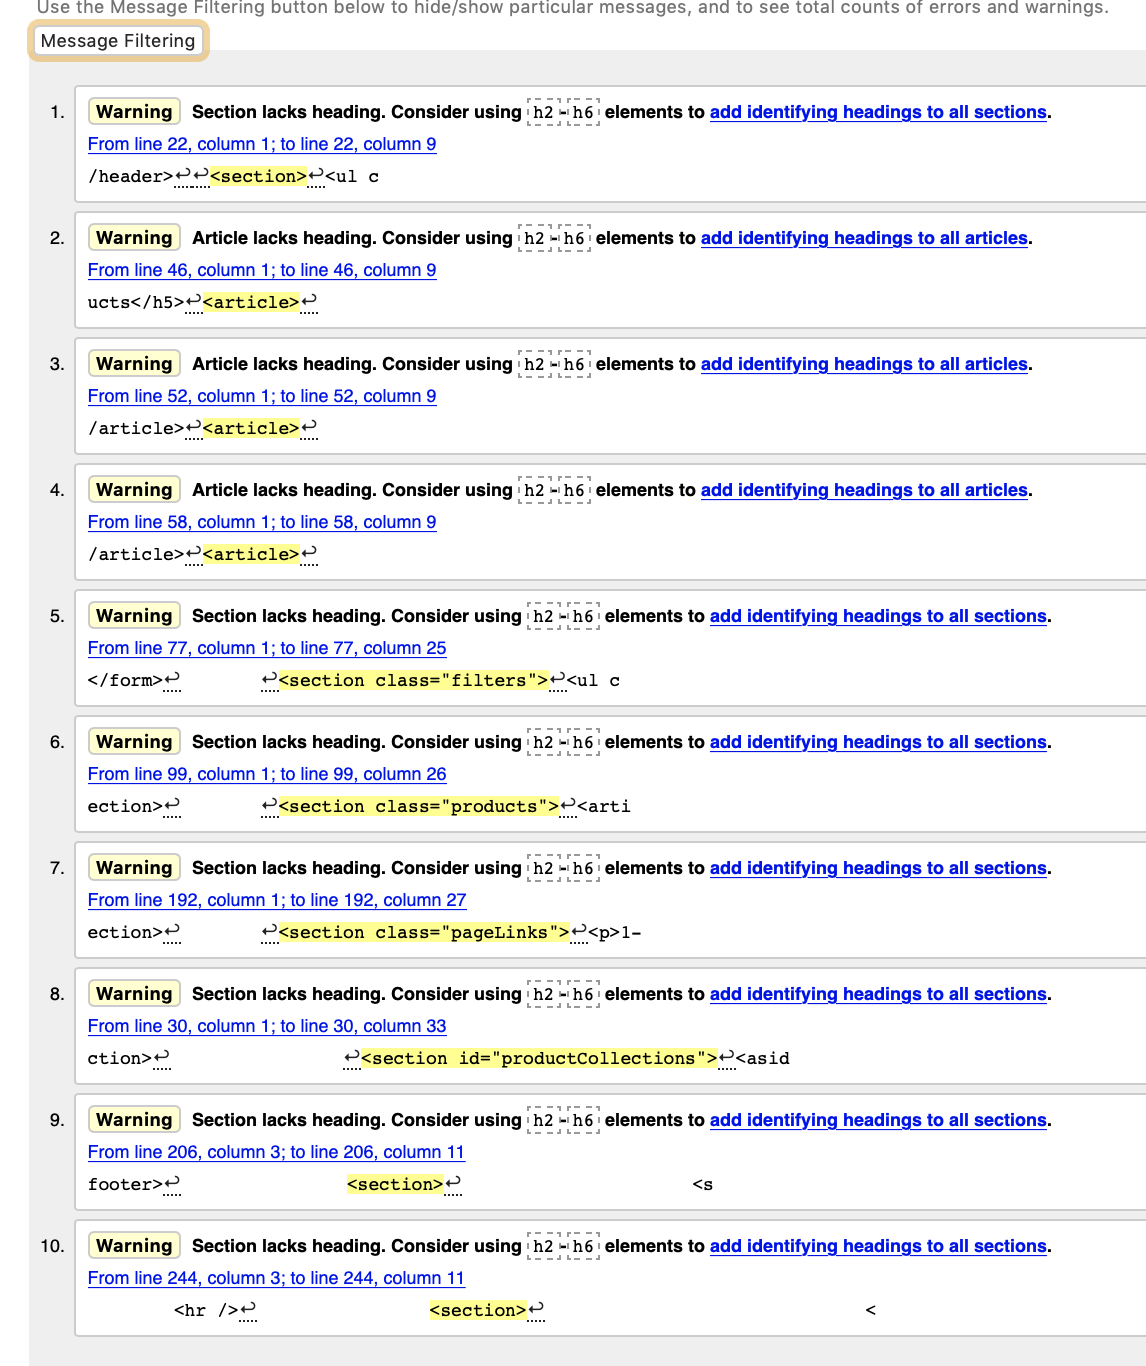 Use the Message Filtering button below to hide/show particular messages, and to see total counts of errors and warnings.
Message Filtering
1. Warning Section lacks heading. Consider using h2-h6 elements to add identifying headings to all sections.
From line 22, column 1; to line 22, column 9
/header>↩↩<section>↩<ul c
2. Warning Article lacks heading. Consider using h2-h6 elements to add identifying headings to all articles.
From line 46, column 1; to line 46, column 9
ucts</h5>↩<article>↩
3. Warning Article lacks heading. Consider using h2-h6 elements to add identifying headings to all articles.
From line 52, column 1; to line 52, column 9
/article>↩<article>↩
4. Warning Article lacks heading. Consider using h2-h6 elements to add identifying headings to all articles.
From line 58, column 1; to line 58, column 9
/article>↩<article>↩
5. Warning Section lacks heading. Consider using h2-h6 elements to add identifying headings to all sections.
From line 77, column 1; to line 77, column 25
</form>↩ ↩<section class="filters">↩<ul c
6. Warning Section lacks heading. Consider using h2-h6 elements to add identifying headings to all sections.
From line 99, column 1; to line 99, column 26
ection>↩ ↩<section class="products">↩<arti
7. Warning Section lacks heading. Consider using h2-h6 elements to add identifying headings to all sections.
From line 192, column 1; to line 192, column 27
ection>↩ ↩<section class="pageLinks">↩<p>1-
8. Warning Section lacks heading. Consider using h2-h6 elements to add identifying headings to all sections.
From line 30, column 1; to line 30, column 33
ction>↩ ↩<section id="productCollections">↩<asid
9. Warning Section lacks heading. Consider using h2-h6 elements to add identifying headings to all sections.
From line 206, column 3; to line 206, column 11
footer>↩ <section>↩ <s
10. Warning Section lacks heading. Consider using h2-h6 elements to add identifying headings to all sections.
From line 244, column 3; to line 244, column 11
<hr />↩ <section>↩ <